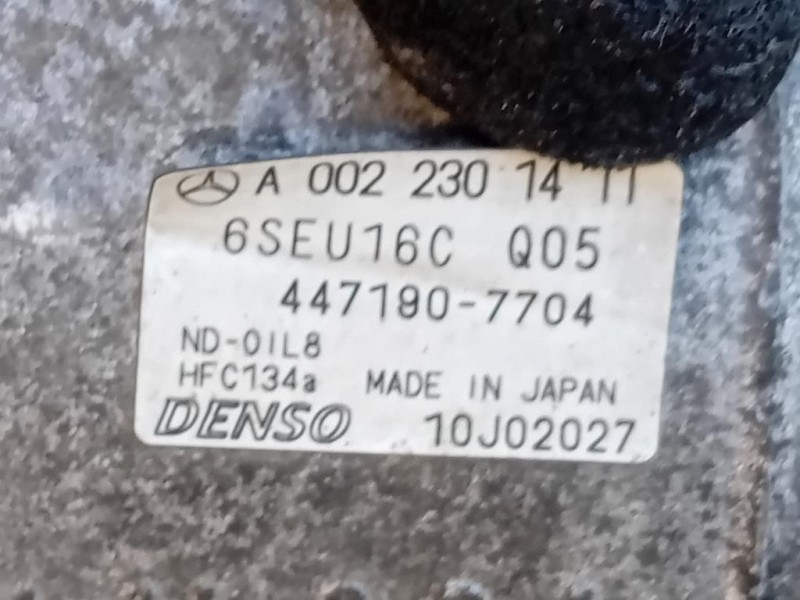 A 002 230 14 11
6SEU16C Q05
447190-7704
ND-OIL8
HFC134a MADE IN JAPAN
DENSO 10J02027